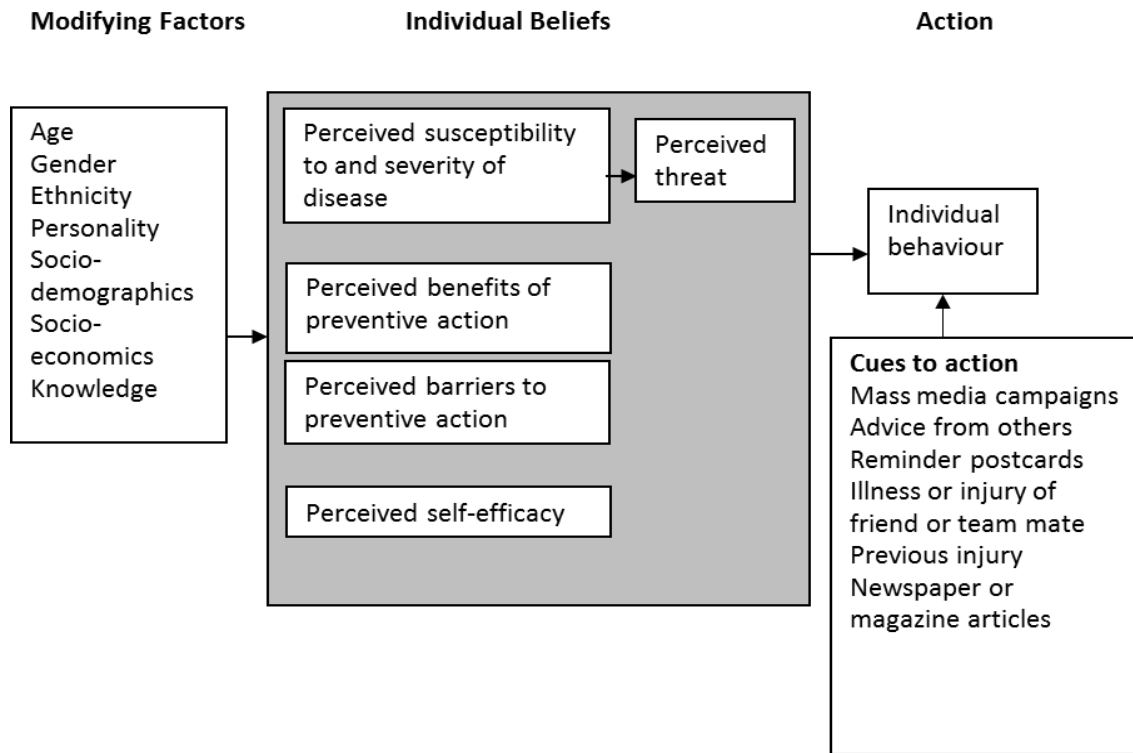 Modifying Factors
Individual Beliefs
Action
Age
Gender
Ethnicity
Personality
Socio-
demographics
Socio-
economics
Knowledge
Perceived susceptibility
to and severity of
disease
Perceived
threat
Perceived benefits of
preventive action
Perceived barriers to
preventive action
Perceived self-efficacy
Individual
behaviour
Cues to action
Mass media campaigns
Advice from others
Reminder postcards
Illness or injury of
friend or team mate
Previous injury
Newspaper or
magazine articles